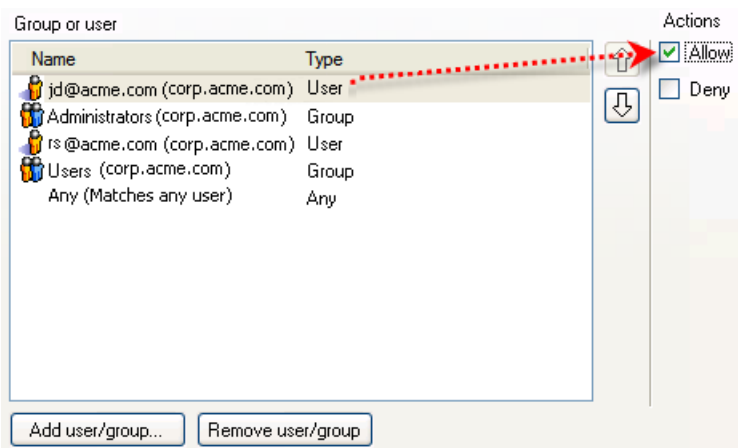 Group or user
Actions
Name Type
Allow
jd@acme.com (corp.acme.com) User
Deny
Administrators (corp.acme.com) Group
rs @acme.com (corp.acme.com) User
Users (corp.acme.com) Group
Any (Matches any user) Any
Add user/group... Remove user/group